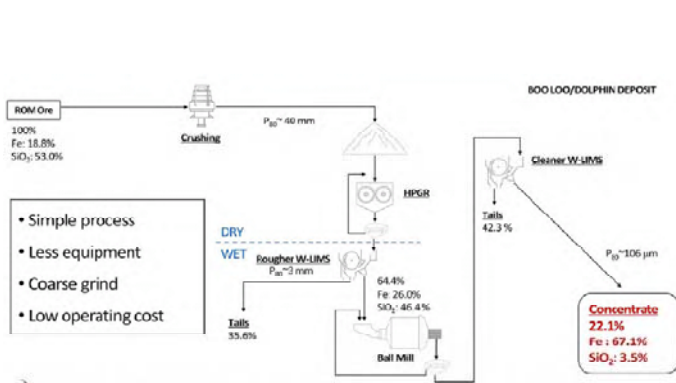 BOO LOO/DOLPHIN DEPOSIT
ROM Ore
100%
Fe: 18.8%
SiO₂: 53.0%
Crushing
P₈₀~ 40 mm
HPGR
Cleaner W-LIMS
Tails
42.3 %
• Simple process
• Less equipment
• Coarse grind
• Low operating cost
DRY
WET
Rougher W-LIMS
P₈₀~3 mm
64.4%
Fe: 26.0%
SiO₂: 46.4%
Tails
35.6%
Ball Mill
P₈₀~106 µm
Concentrate
22.1%
Fe : 67.1%
SiO₂: 3.5%